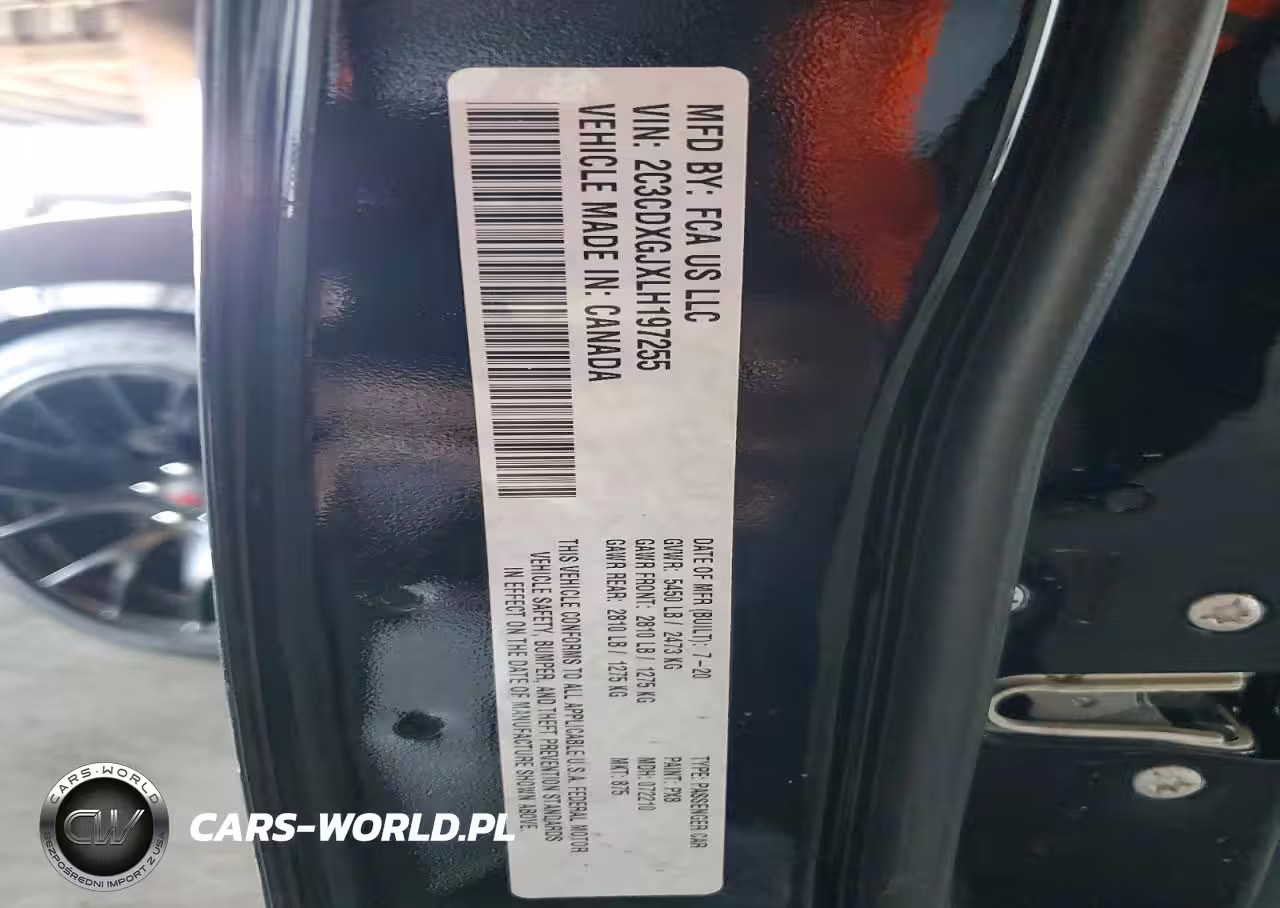 MFD BY: FCA US LLC
VIN: 2C3CDXGJXLH197255
VEHICLE MADE IN: CANADA
DATE OF MFR (BUILT): 7-20
GVWR: 5450 LB / 2473 KG
GAWR FRONT: 2810 LB / 1275 KG
GAWR REAR: 2810 LB / 1275 KG
TYPE: PASSENGER CAR
PAINT: PX8
MDH: 072210
MKT: 875
THIS VEHICLE CONFORMS TO ALL APPLICABLE U.S.A. FEDERAL MOTOR
VEHICLE SAFETY, BUMPER, AND THEFT PREVENTION STANDARDS
IN EFFECT ON THE DATE OF MANUFACTURE SHOWN ABOVE.
CARS-WORLD
CW
BEZPOŚREDNI IMPORT Z USA
CARS-WORLD.PL